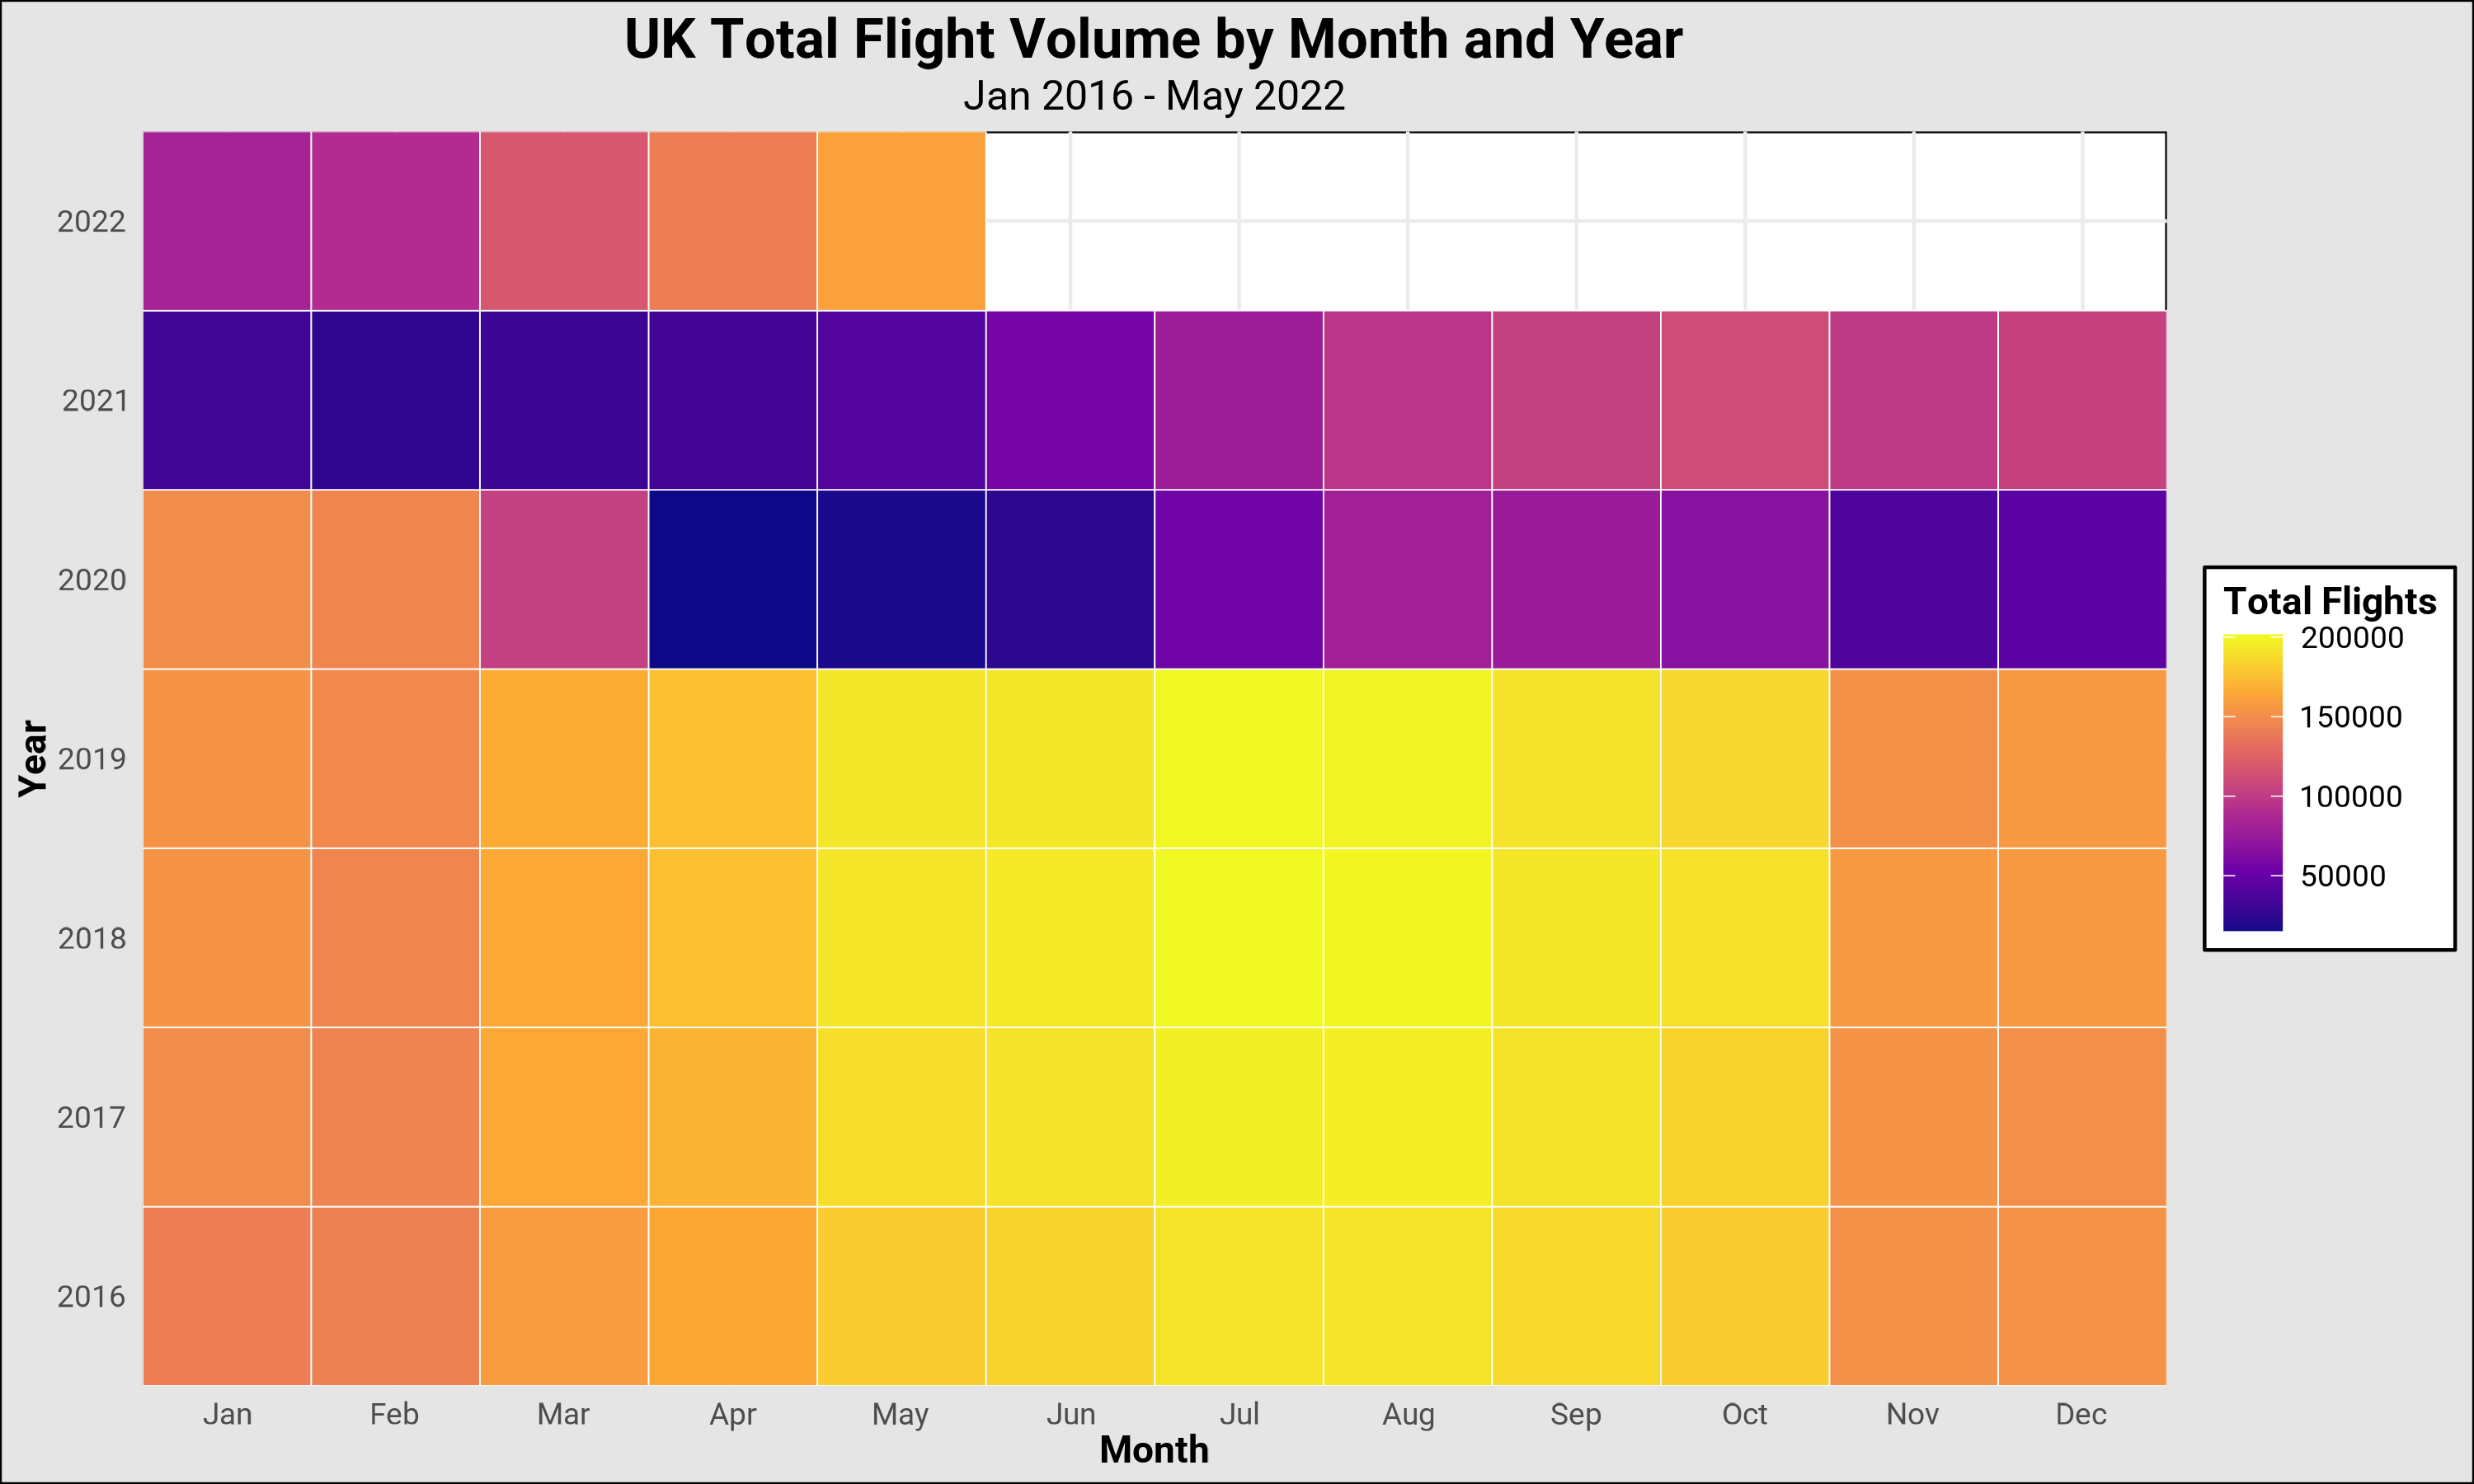 UK Total Flight Volume by Month and Year
Jan 2016 - May 2022
Year
2022
2021
2020
2019
2018
2017
2016
Jan Feb Mar Apr May Jun Jul Aug Sep Oct Nov Dec
Month
Total Flights
200000
150000
100000
50000